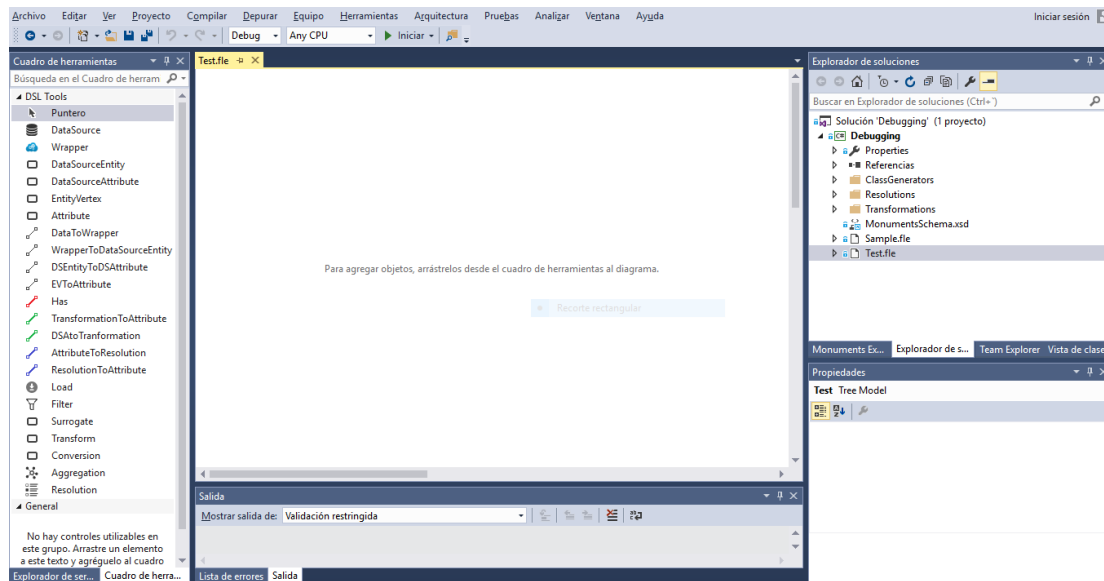 Archivo Editar Ver Proyecto Compilar Depurar Equipo Herramientas Arquitectura Pruebas Analizar Ventana Ayuda Iniciar sesión
Debug Any CPU Iniciar
Cuadro de herramientas
Búsqueda en el Cuadro de herram
DSL Tools
Puntero
DataSource
Wrapper
DataSourceEntity
DataSourceAttribute
EntityVertex
Attribute
DataToWrapper
WrapperToDataSourceEntity
DSEntityToDSAttribute
EVToAttribute
Has
TransformationToAttribute
DSAtoTranformation
AttributeToResolution
ResolutionToAttribute
Load
Filter
Surrogate
Transform
Conversion
Aggregation
Resolution
General
No hay controles utilizables en
este grupo. Arrastre un elemento
a este texto y agréguelo al cuadro
Explorador de ser... Cuadro de herra...
Test.fle
Para agregar objetos, arrástrelos desde el cuadro de herramientas al diagrama.
Recorte rectangular
Salida
Mostrar salida de: Validación restringida
Lista de errores Salida
Explorador de soluciones
Buscar en Explorador de soluciones (Ctrl+`)
Solución 'Debugging' (1 proyecto)
Debugging
Properties
Referencias
ClassGenerators
Resolutions
Transformations
MonumentsSchema.xsd
Sample.fle
Test.fle
Monuments Ex... Explorador de s... Team Explorer Vista de clase
Propiedades
Test Tree Model